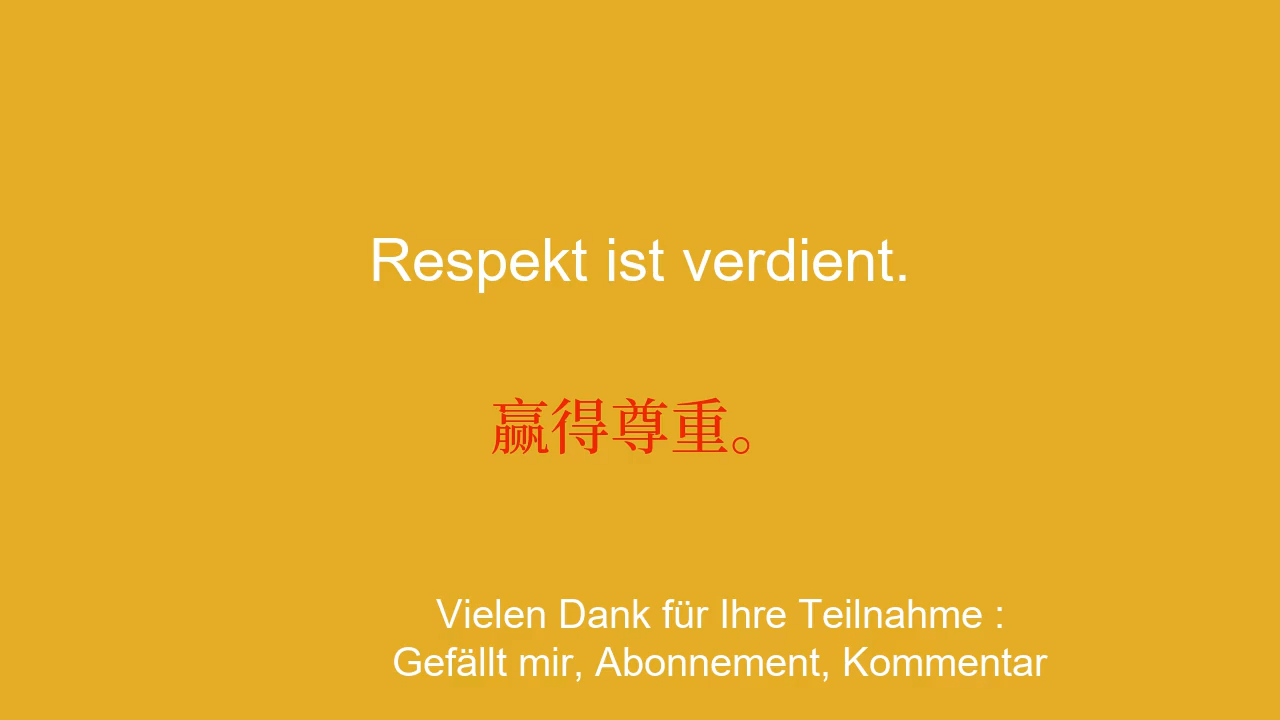 Respekt ist verdient.
赢得尊重。
Vielen Dank für Ihre Teilnahme :
Gefällt mir, Abonnement, Kommentar